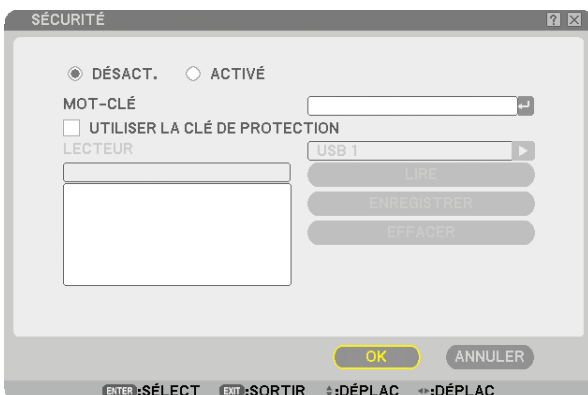 SÉCURITÉ
DÉSACT. ACTIVÉ
MOT-CLÉ
UTILISER LA CLÉ DE PROTECTION
LECTEUR USB 1
LIRE
ENREGISTRER
EFFACER
OK ANNULER
ENTER:SÉLECT EXIT:SORTIR :DÉPLAC :DÉPLAC